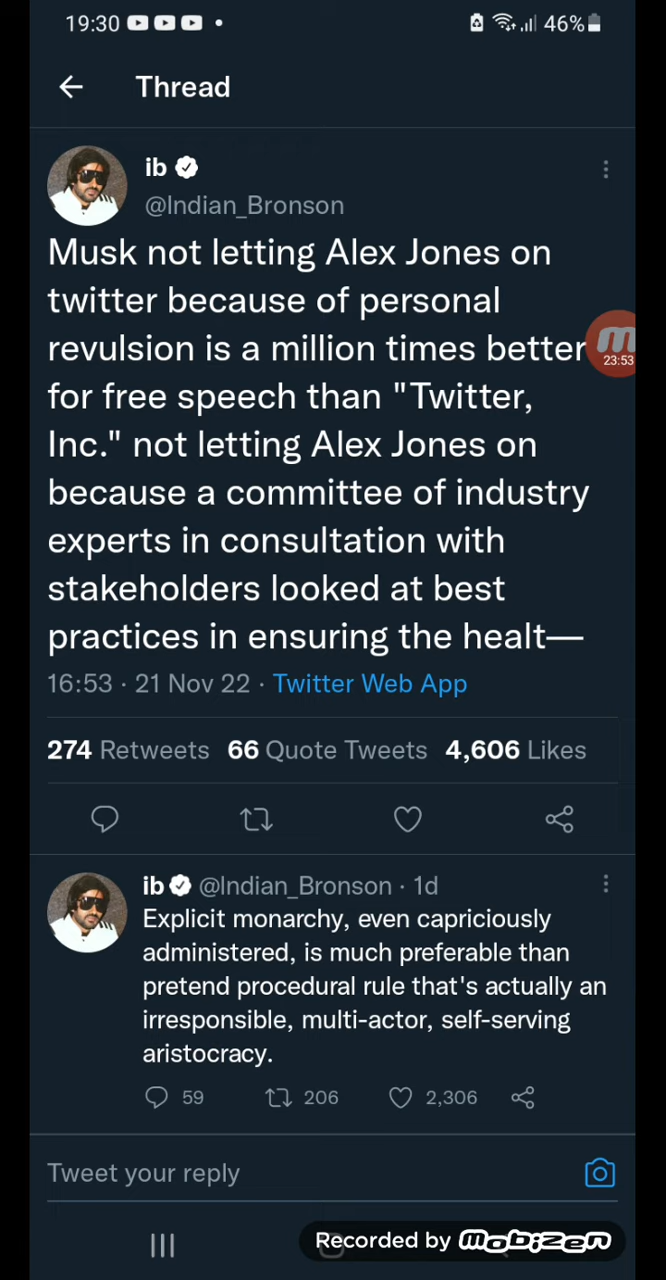 19:30
46%
Thread
ib
@Indian_Bronson
Musk not letting Alex Jones on
twitter because of personal
revulsion is a million times better
for free speech than "Twitter,
Inc." not letting Alex Jones on
because a committee of industry
experts in consultation with
stakeholders looked at best
practices in ensuring the healt—
m
23:53
16:53 · 21 Nov 22 · Twitter Web App
274 Retweets 66 Quote Tweets 4,606 Likes
ib @Indian_Bronson · 1d
Explicit monarchy, even capriciously
administered, is much preferable than
pretend procedural rule that's actually an
irresponsible, multi-actor, self-serving
aristocracy.
59 206 2,306
Tweet your reply
Recorded by mobizen